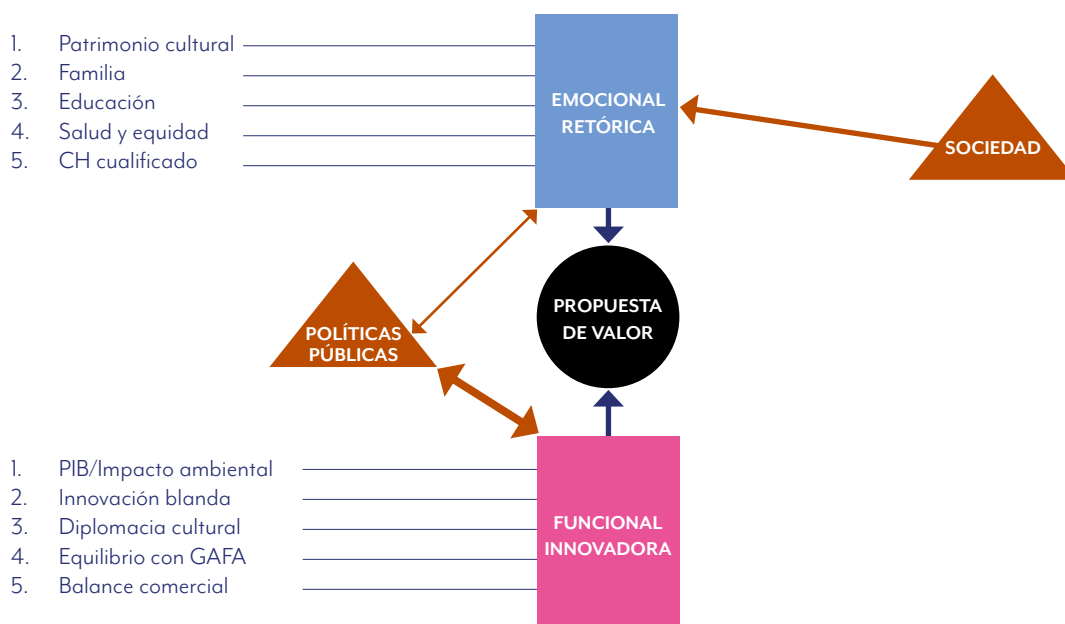 1. Patrimonio cultural
2. Familia
3. Educación
4. Salud y equidad
5. CH cualificado
EMOCIONAL
RETÓRICA
SOCIEDAD
POLÍTICAS
PÚBLICAS
PROPUESTA
DE VALOR
1. PIB/Impacto ambiental
2. Innovación blanda
3. Diplomacia cultural
4. Equilibrio con GAFA
5. Balance comercial
FUNCIONAL
INNOVADORA